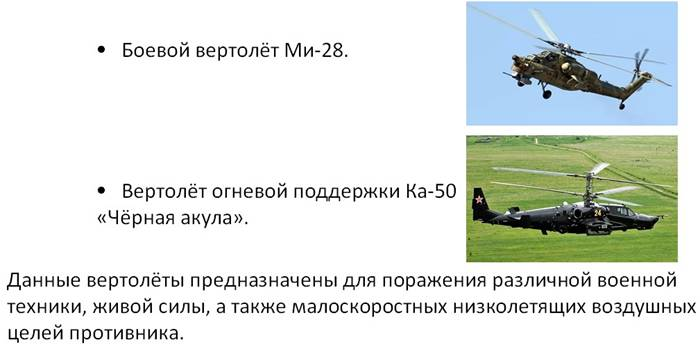 • Боевой вертолёт Ми-28.
• Вертолёт огневой поддержки Ка-50
«Чёрная акула».
24
Данные вертолёты предназначены для поражения различной военной
техники, живой силы, а также малоскоростных низколетящих воздушных
целей противника.